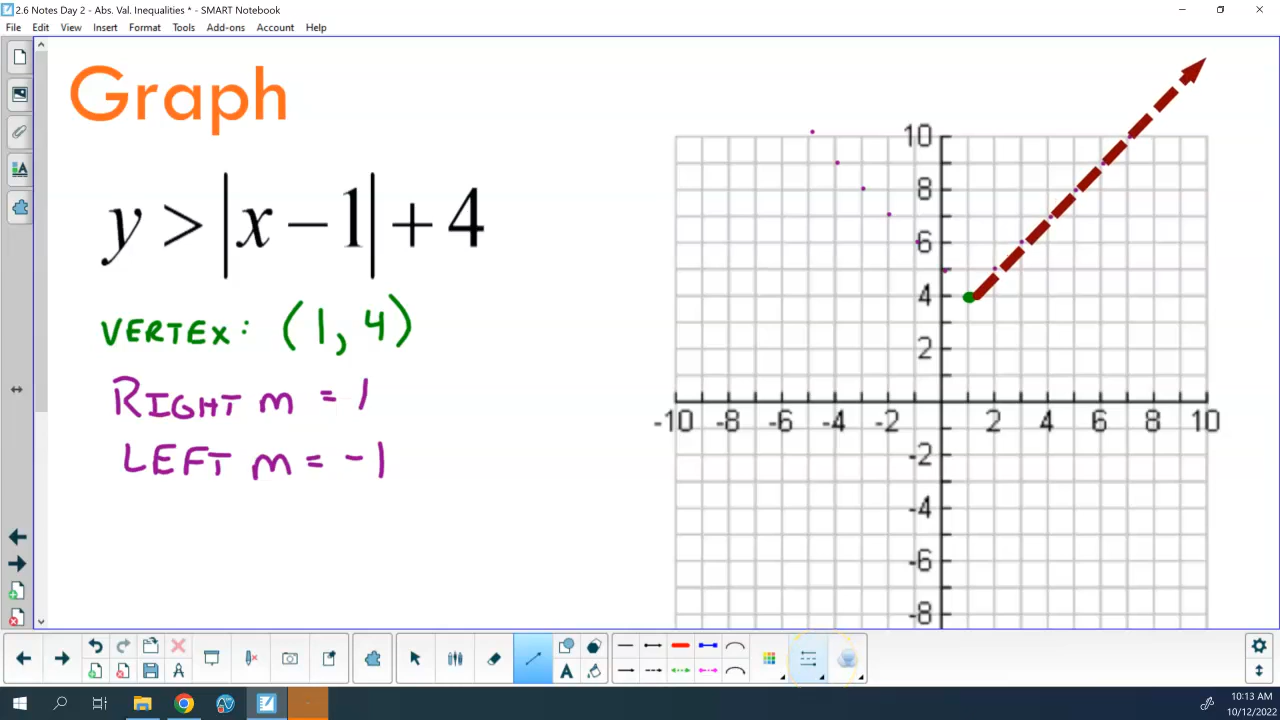 2.6 Notes Day 2 - Abs. Val. Inequalities * - SMART Notebook
File Edit View Insert Format Tools Add-ons Account Help
Graph
y > |x − 1| + 4
VERTEX: (1, 4)
RIGHT m = 1
LEFT m = -1
10
8
6
4
2
-10 -8 -6 -4 -2 2 4 6 8 10
-2
-4
-6
-8
A
10:13 AM
10/12/2022